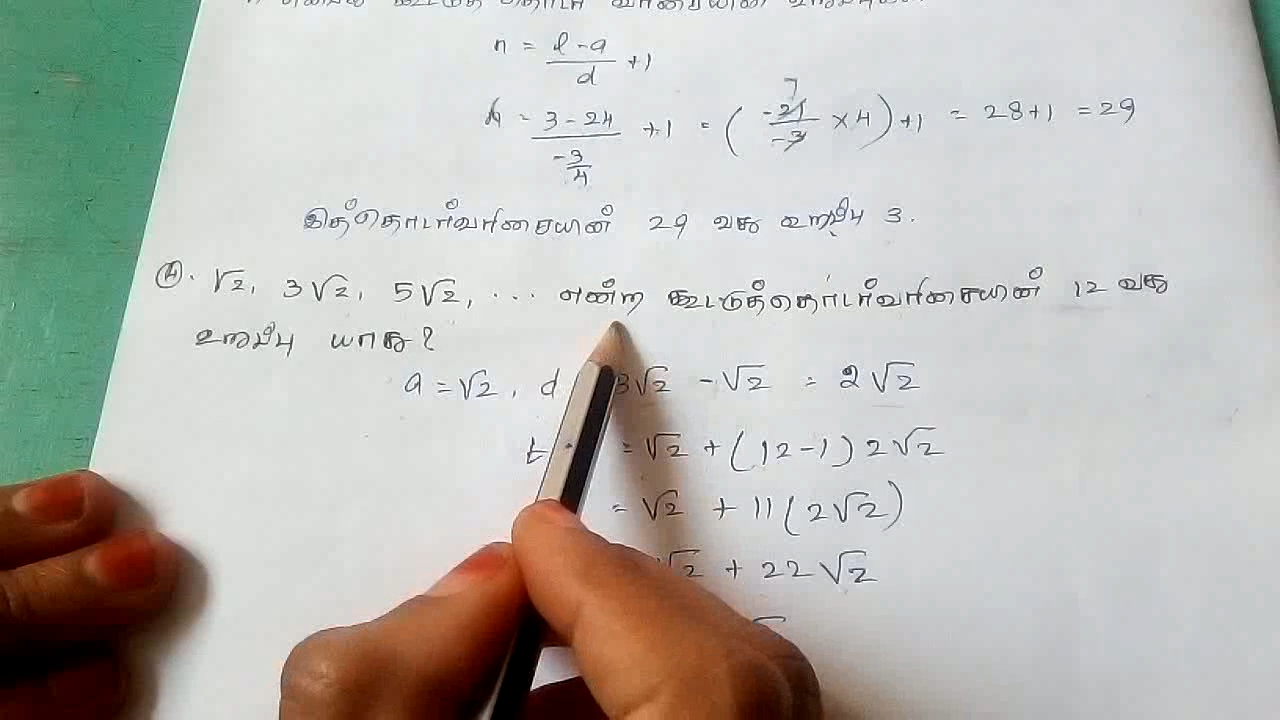 n = l - a / d + 1
n = 3 - 24 / -3/4 + 1 = ( -21 / -3 × 4 ) + 1 = 28 + 1 = 29
இத்தொடர்வரிசையின் 29 வது உறுப்பு 3.
④. √2, 3√2, 5√2, ... என்ற கூட்டுத்தொடர்வரிசையின் 12 வது
உறுப்பு யாது?
a = √2, d 3√2 - √2 = 2√2
t = √2 + (12-1) 2√2
= √2 + 11(2√2)
√2 + 22√2